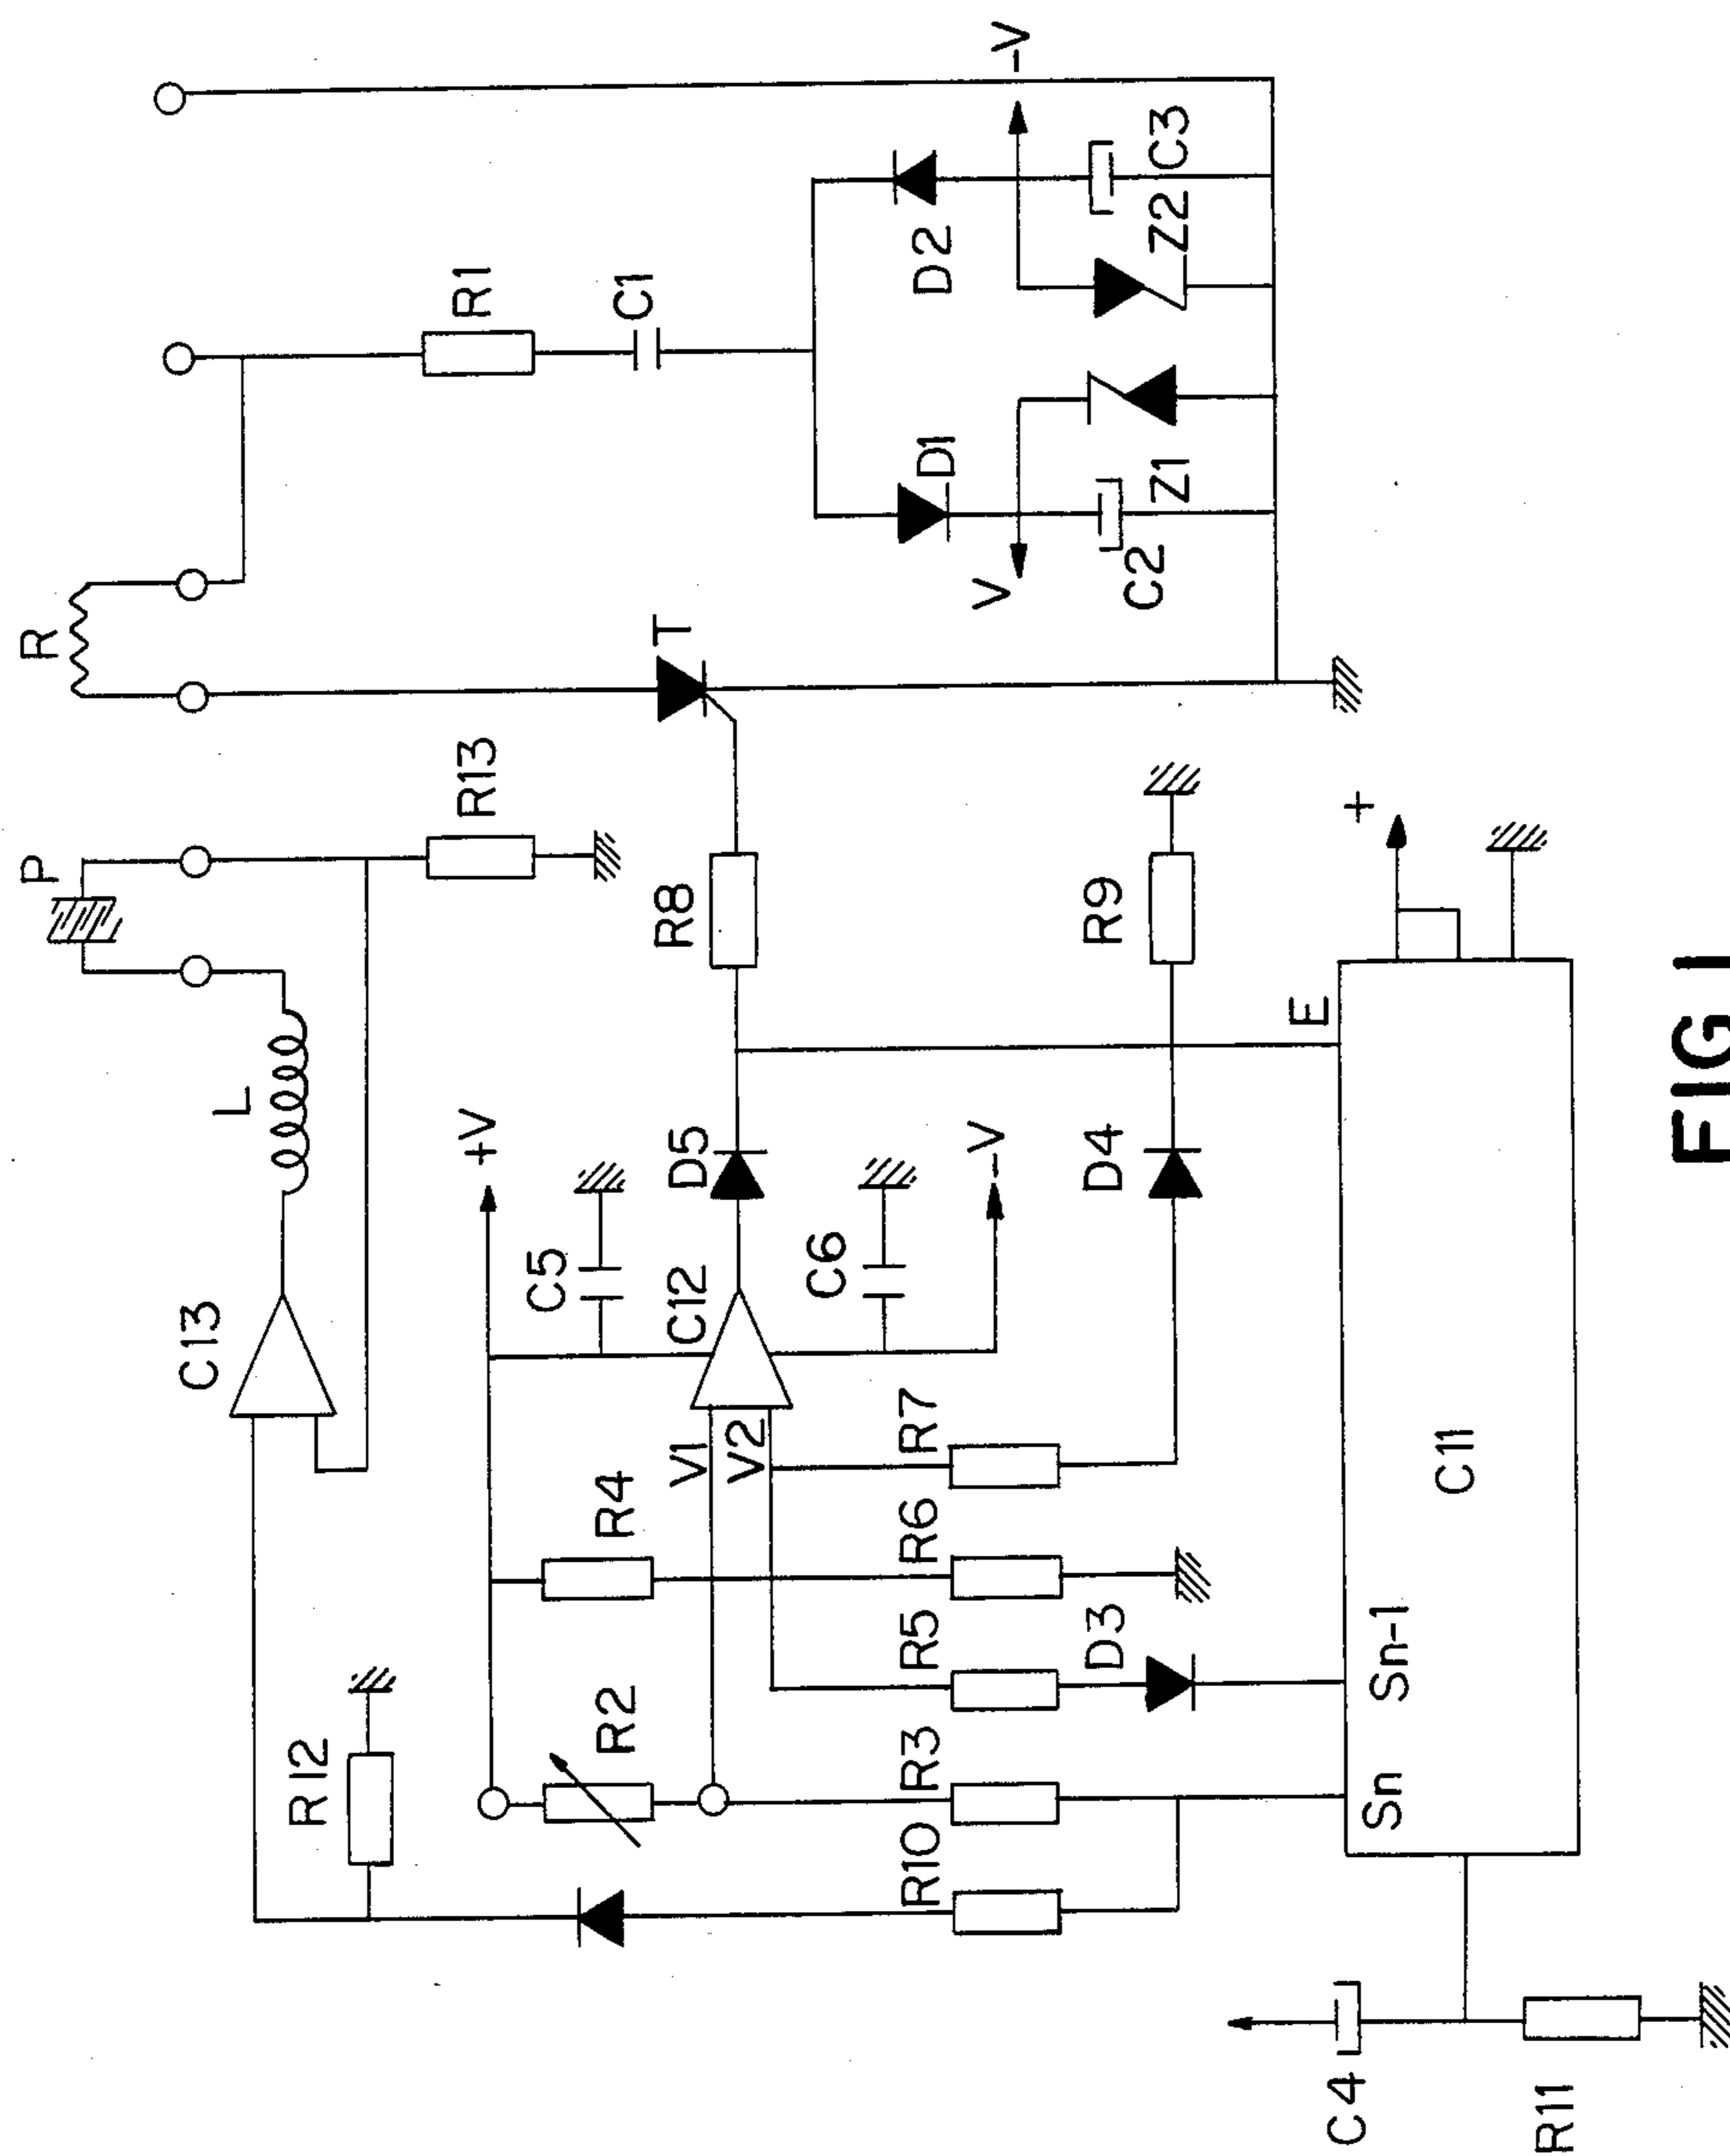 R
R1
C1
D2
-V
C3
Z2
D1
Z1
V
C2
T
P
R13
L
C13
R8
R9
+V
C5
D5
C12
C6
-V
D4
E
+
R12
R2
R4
V1
V2
R7
R6
R5
R3
R10
D3
Sn
Sn-1
C11
C4
R11
FIG 1